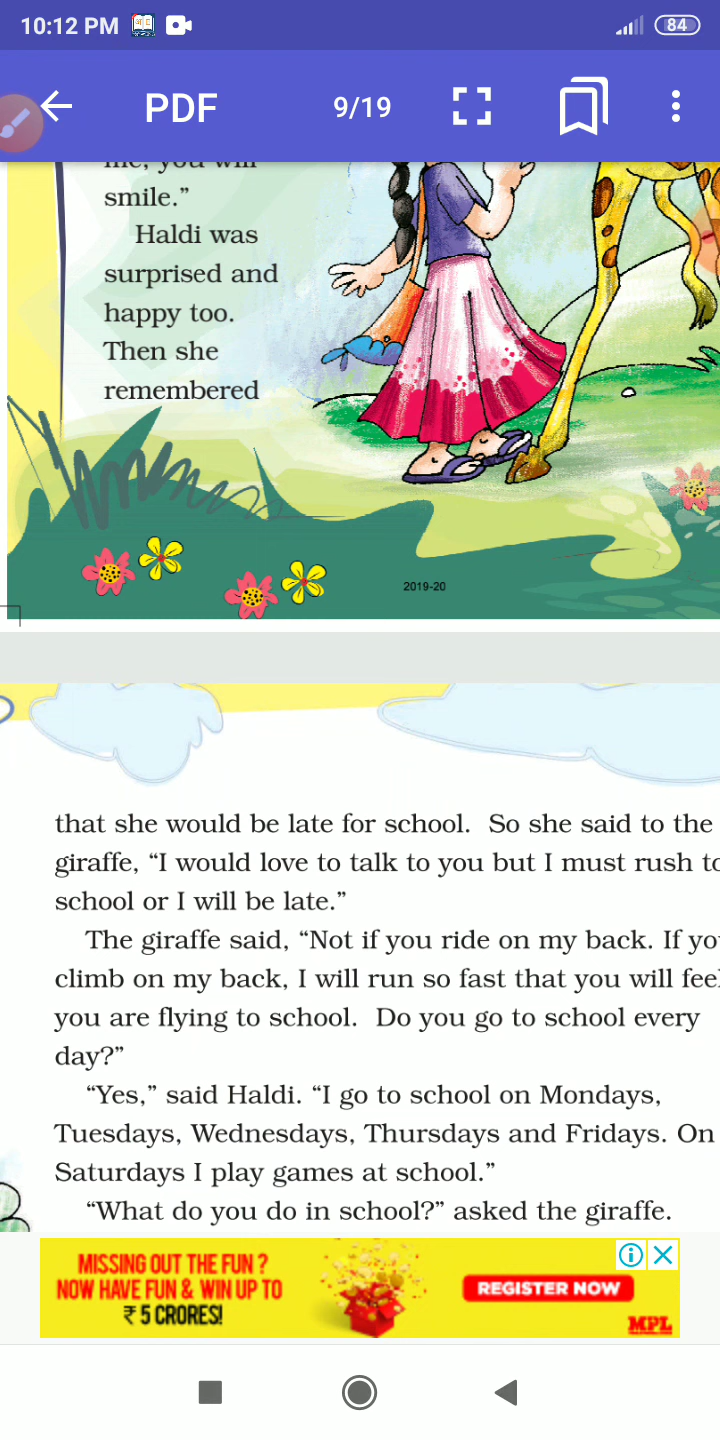 10:12 PM
84
PDF
9/19
me, you will
smile.”
Haldi was
surprised and
happy too.
Then she
remembered
2019-20
that she would be late for school. So she said to the
giraffe, “I would love to talk to you but I must rush to
school or I will be late.”
The giraffe said, “Not if you ride on my back. If you
climb on my back, I will run so fast that you will feel
you are flying to school. Do you go to school every
day?”
“Yes,” said Haldi. “I go to school on Mondays,
Tuesdays, Wednesdays, Thursdays and Fridays. On
Saturdays I play games at school.”
“What do you do in school?” asked the giraffe.
MISSING OUT THE FUN ?
NOW HAVE FUN & WIN UP TO
₹ 5 CRORES!
REGISTER NOW
MPL